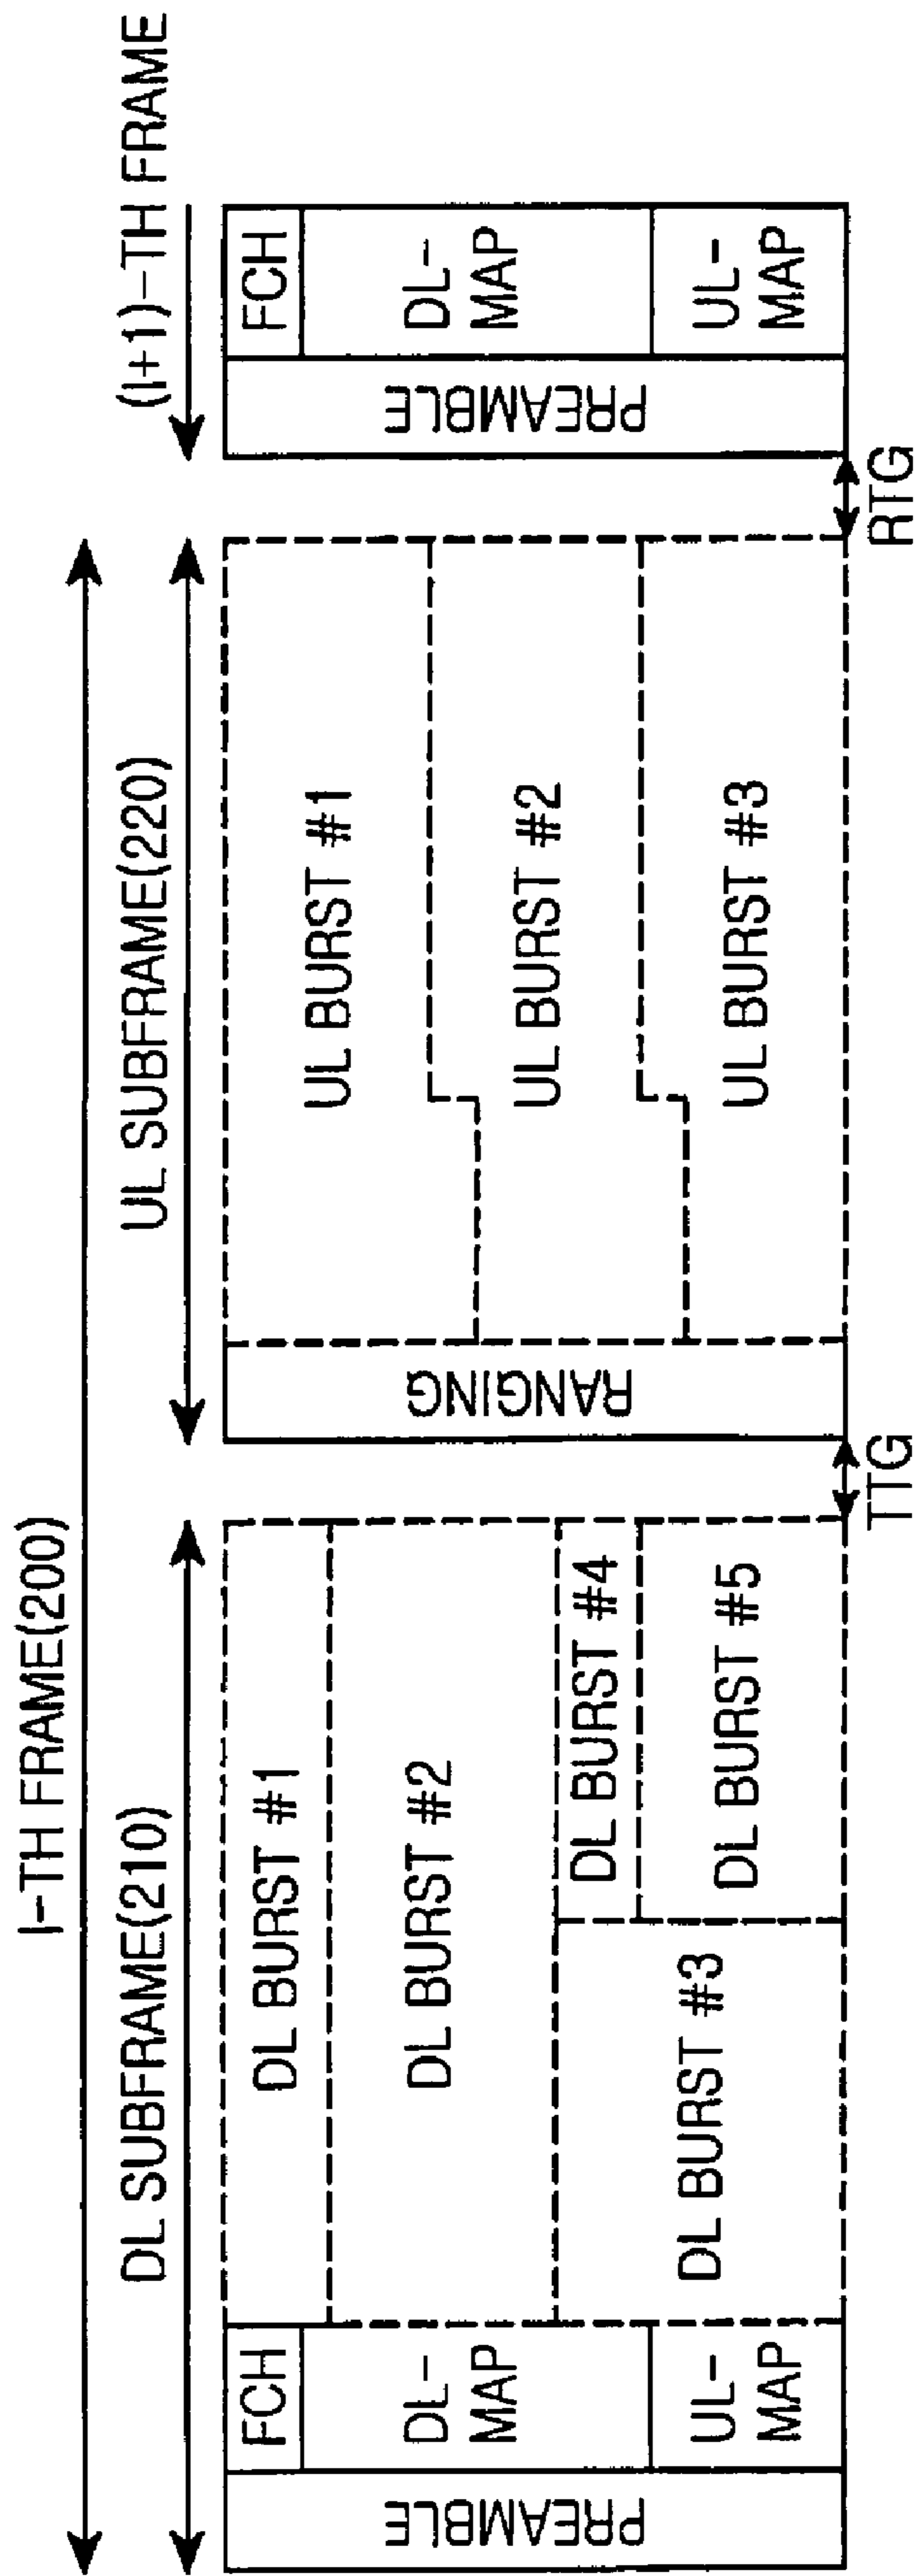 I-TH FRAME(200)
(I+1)-TH FRAME
DL SUBFRAME(210)
UL SUBFRAME(220)
PREAMBLE
FCH
DL-
MAP
UL-
MAP
DL BURST #1
DL BURST #2
DL BURST #3
DL BURST #4
DL BURST #5
TTG
RANGING
UL BURST #1
UL BURST #2
UL BURST #3
RTG
PREAMBLE
FCH
DL-
MAP
UL-
MAP